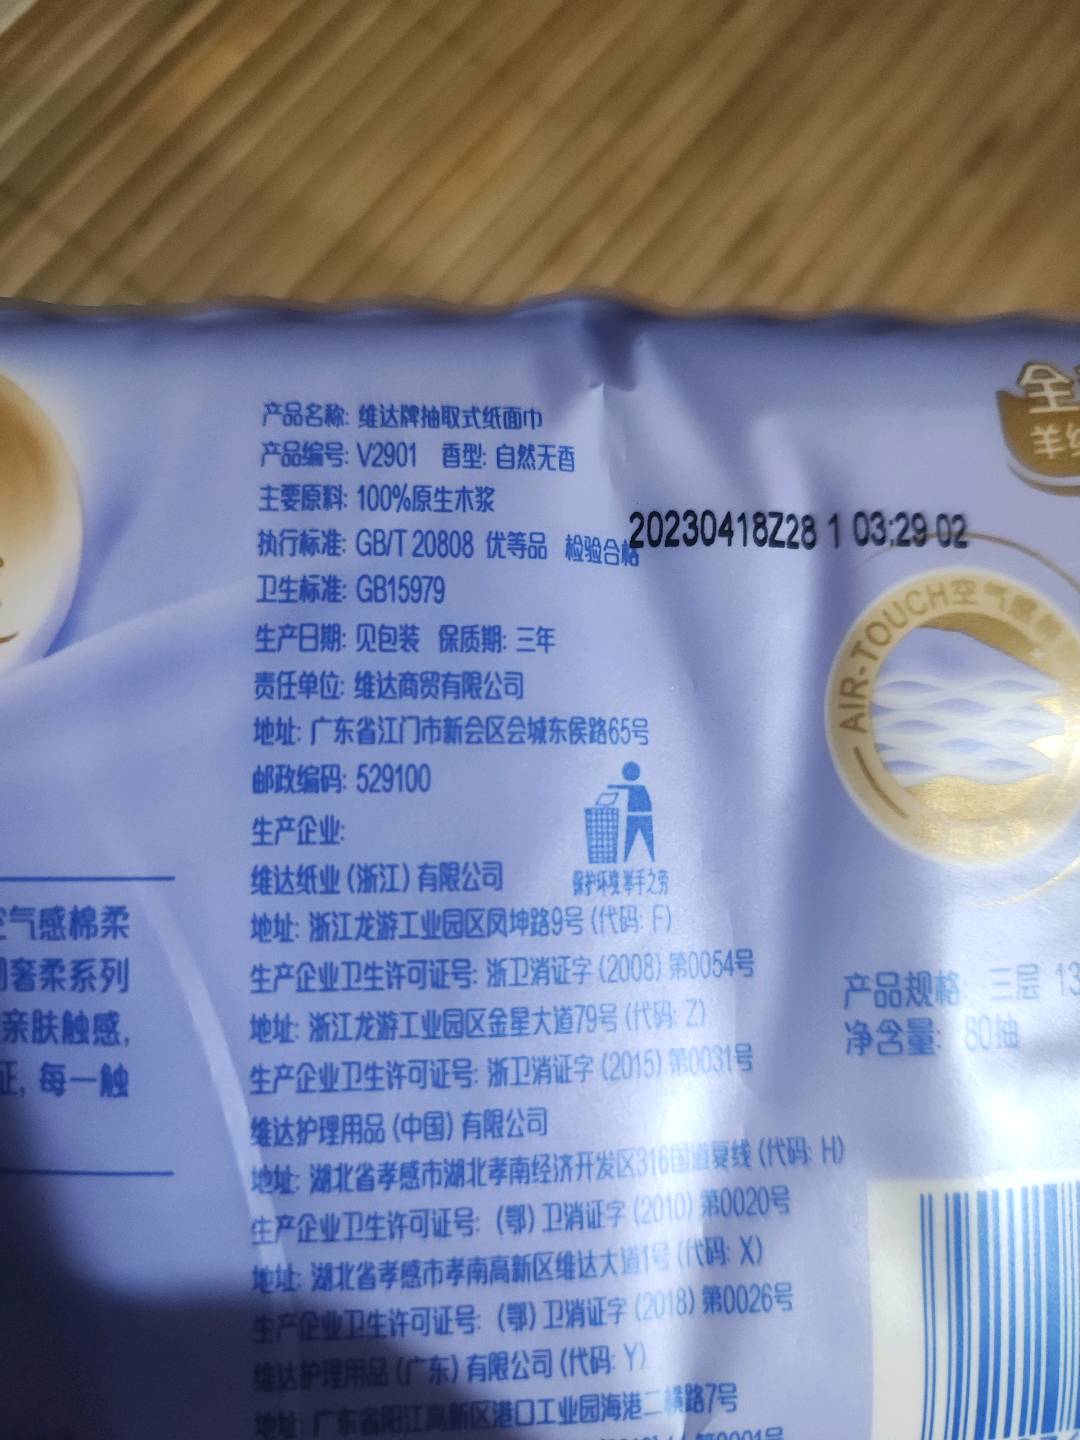 产品名称: 维达牌抽取式纸面巾
产品编号: V2901 香型: 自然无香
主要原料: 100%原生木浆
执行标准: GB/T 20808 优等品 检验合格
20230418Z28 1 03:29 02
卫生标准: GB15979
生产日期: 见包装 保质期: 三年
责任单位: 维达商贸有限公司
地址: 广东省江门市新会区会城东侯路65号
邮政编码: 529100
生产企业:
维达纸业 (浙江) 有限公司
保护环境举手之劳
地址: 浙江龙游工业园区凤坤路9号 (代码: F)
生产企业卫生许可证号: 浙卫消证字 (2008) 第0054号
地址: 浙江龙游工业园区金星大道79号 (代码: Z)
生产企业卫生许可证号: 浙卫消证字 (2015) 第0031号
维达护理用品 (中国) 有限公司
地址: 湖北省孝感市湖北孝南经济开发区316国道复线 (代码: H)
生产企业卫生许可证号: (鄂) 卫消证字 (2010) 第0020号
地址: 湖北省孝感市孝南高新区维达大道1号 (代码: X)
生产企业卫生许可证号: (鄂) 卫消证字 (2018) 第0026号
维达护理用品 (广东) 有限公司 (代码: Y)
地址: 广东省阳江高新区港口工业园海港二横路7号
第0001号
空气感棉柔
奢柔系列
亲肤触感,
证, 每一触
全
羊绒
AIR-TOUCH空气感
产品规格: 三层 13
净含量: 80抽